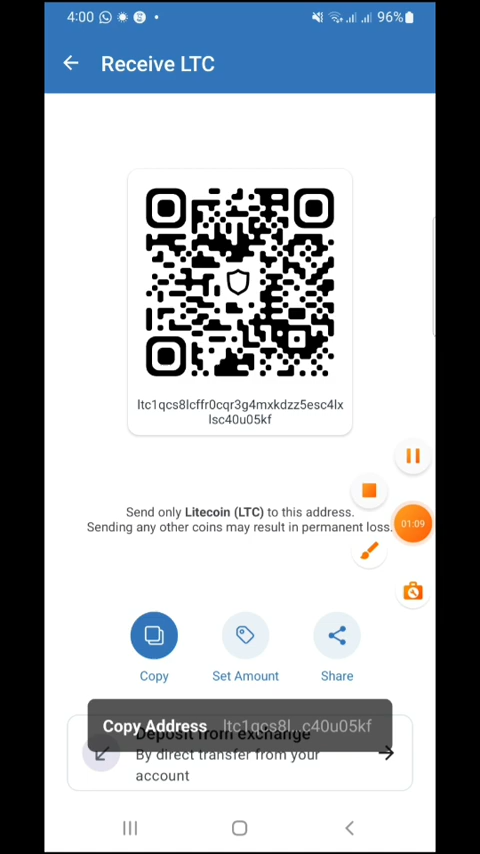 4:00
96%
Receive LTC
ltc1qcs8lcffr0cqr3g4mxkdzz5esc4lx
lsc40u05kf
Send only Litecoin (LTC) to this address.
Sending any other coins may result in permanent loss.
01:09
Copy
Set Amount
Share
Copy Address ltc1qcs8l...c40u05kf
Deposit from exchange
By direct transfer from your
account